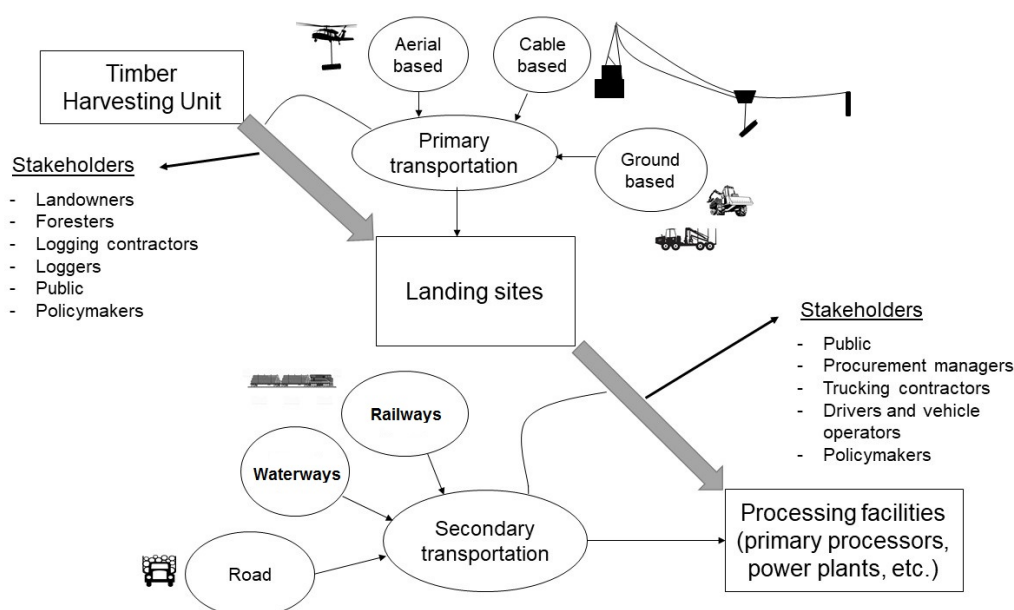 Timber
Harvesting Unit
Aerial
based
Cable
based
Primary
transportation
Ground
based
Stakeholders
- Landowners
- Foresters
- Logging contractors
- Loggers
- Public
- Policymakers
Landing sites
Stakeholders
- Public
- Procurement managers
- Trucking contractors
- Drivers and vehicle
operators
- Policymakers
Railways
Waterways
Road
Secondary
transportation
Processing facilities
(primary processors,
power plants, etc.)